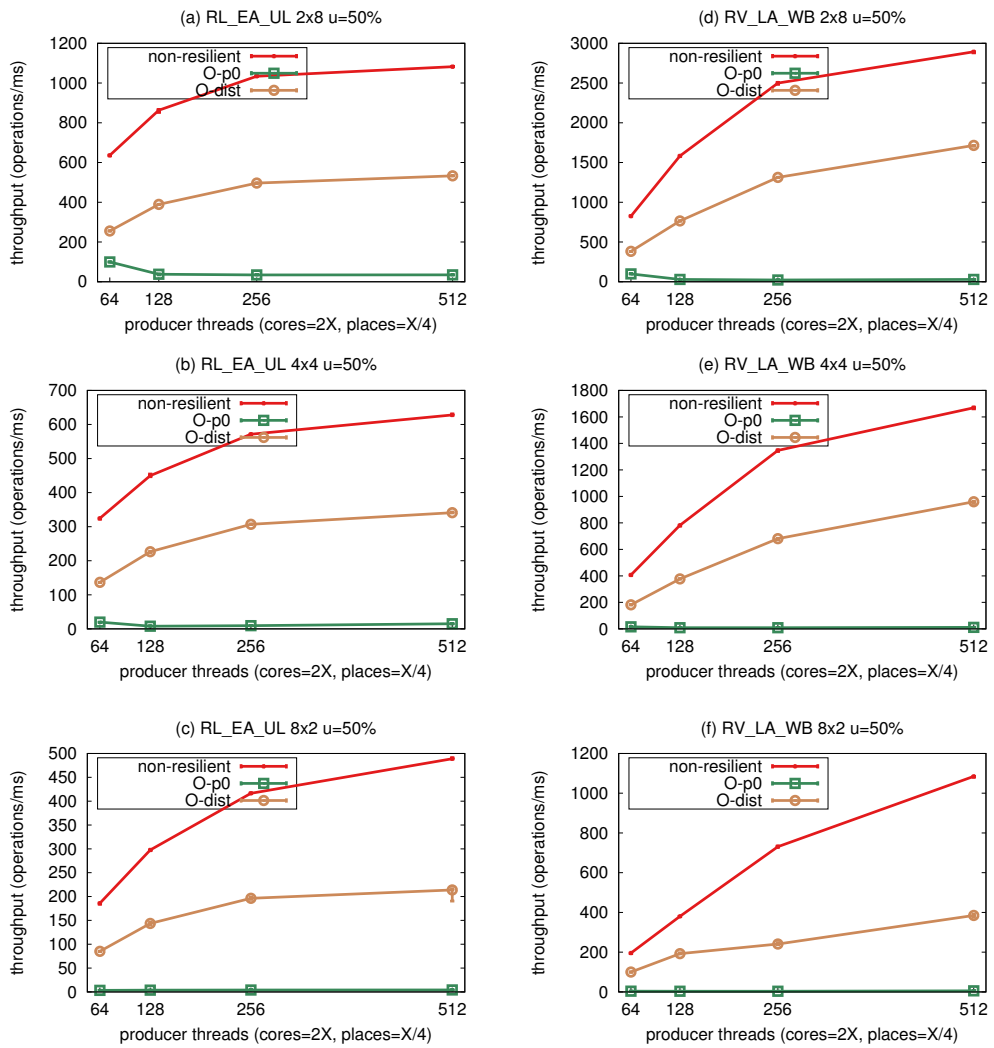 (a) RL_EA_UL 2x8 u=50%
throughput (operations/ms)
1200
1000
800
600
400
200
0
non-resilient
O-p0
O-dist
64 128 256 512
producer threads (cores=2X, places=X/4)
(d) RV_LA_WB 2x8 u=50%
throughput (operations/ms)
3000
2500
2000
1500
1000
500
0
non-resilient
O-p0
O-dist
64 128 256 512
producer threads (cores=2X, places=X/4)
(b) RL_EA_UL 4x4 u=50%
throughput (operations/ms)
700
600
500
400
300
200
100
0
non-resilient
O-p0
O-dist
64 128 256 512
producer threads (cores=2X, places=X/4)
(e) RV_LA_WB 4x4 u=50%
throughput (operations/ms)
1800
1600
1400
1200
1000
800
600
400
200
0
non-resilient
O-p0
O-dist
64 128 256 512
producer threads (cores=2X, places=X/4)
(c) RL_EA_UL 8x2 u=50%
throughput (operations/ms)
500
450
400
350
300
250
200
150
100
50
0
non-resilient
O-p0
O-dist
64 128 256 512
producer threads (cores=2X, places=X/4)
(f) RV_LA_WB 8x2 u=50%
throughput (operations/ms)
1200
1000
800
600
400
200
0
non-resilient
O-p0
O-dist
64 128 256 512
producer threads (cores=2X, places=X/4)